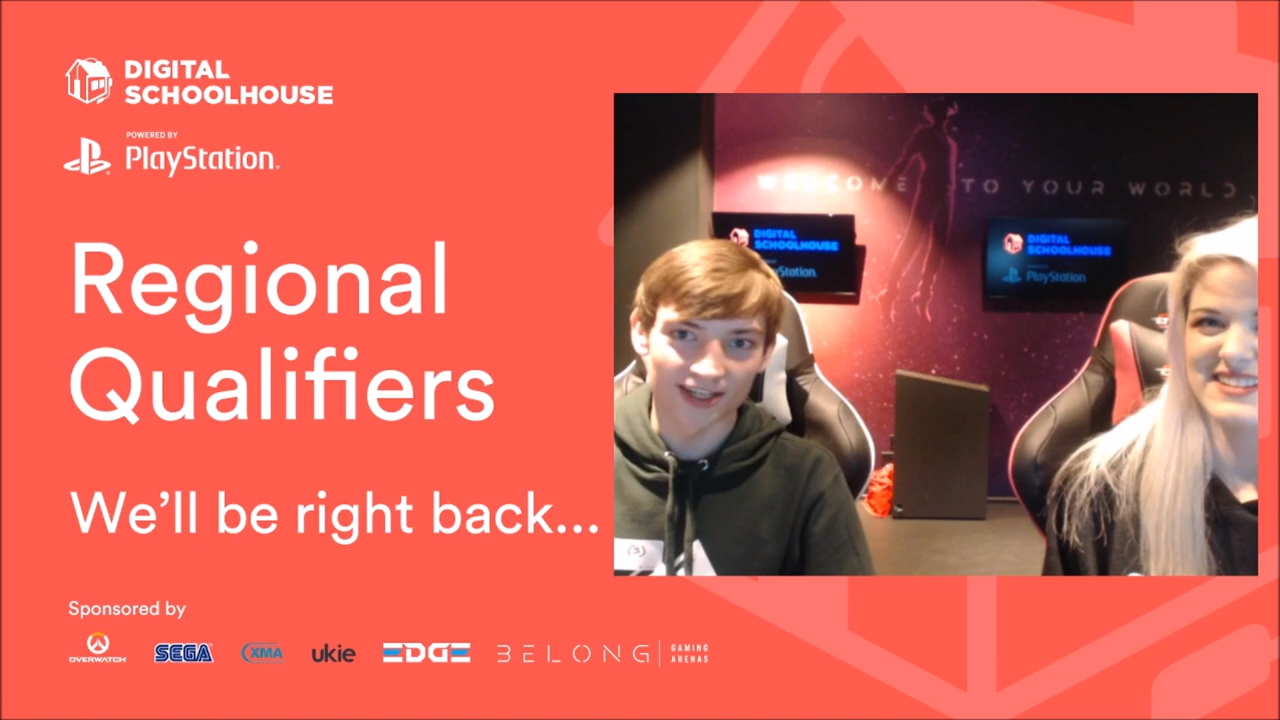 DIGITAL
SCHOOLHOUSE
POWERED BY
PlayStation
Regional
Qualifiers
We'll be right back...
Sponsored by
OVERWATCH
SEGA
XMA
ukie
EDGE
BELONG
GAMING
ARENAS
WELCOME TO YOUR WORLD
DIGITAL
SCHOOLHOUSE
PlayStation
DIGITAL
SCHOOLHOUSE
PlayStation